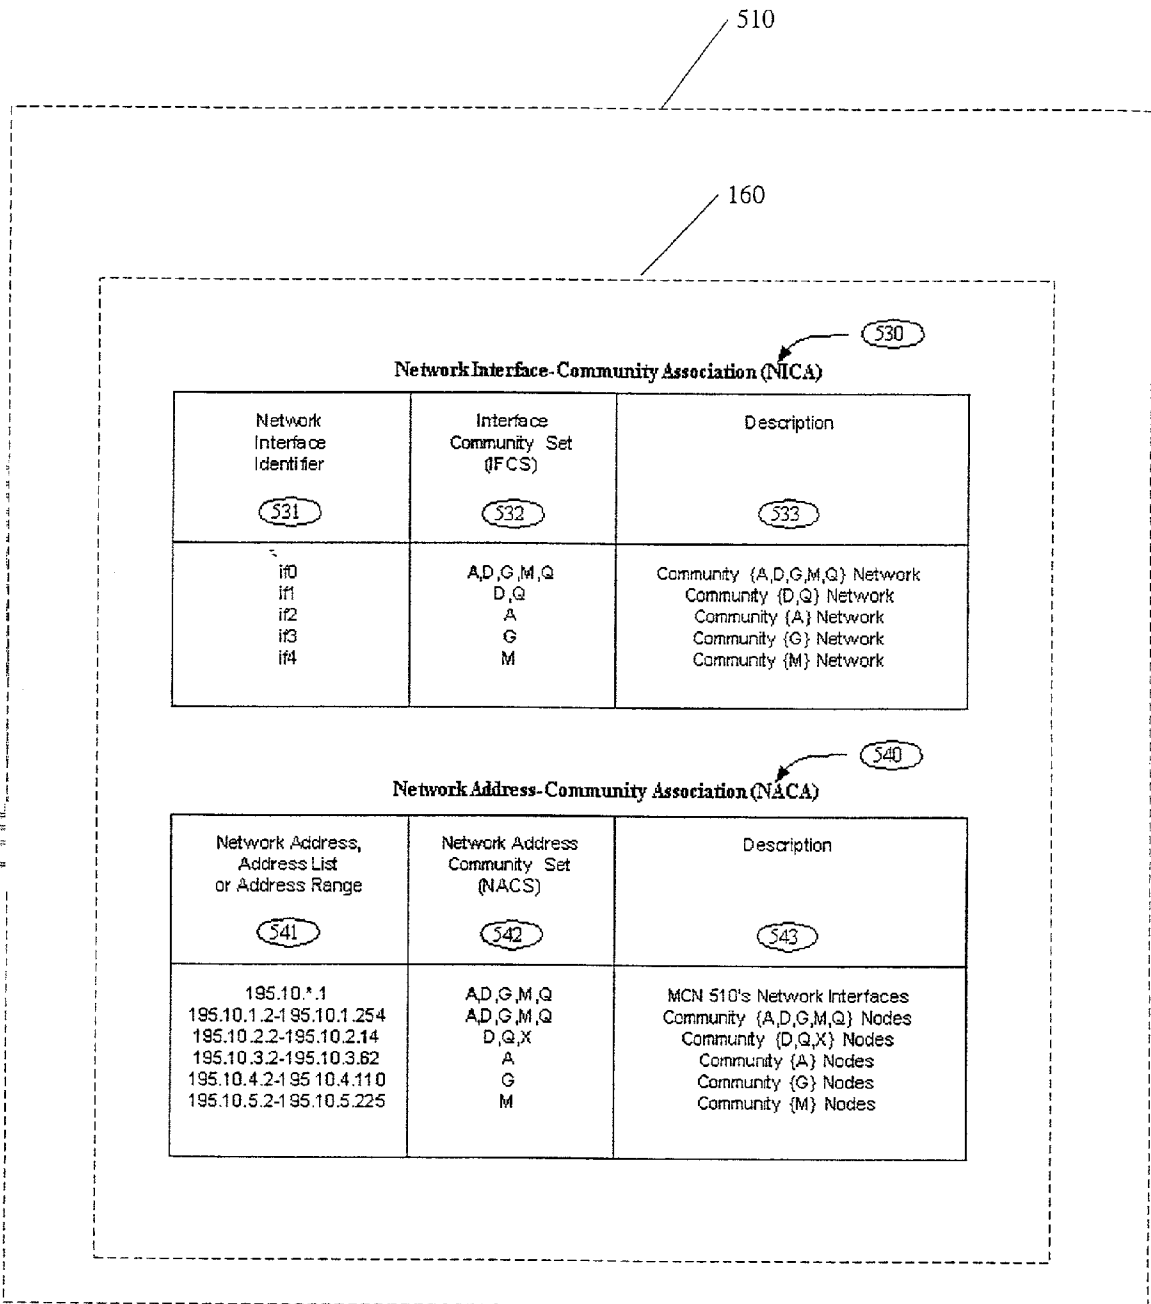 510
160
530
Network Interface-Community Association (NICA)
Network Interface Identifier
Interface Community Set (IFCS)
Description
531
532
533
if0 A,D,G,M,Q Community {A,D,G,M,Q} Network
if1 D,Q Community {D,Q} Network
if2 A Community {A} Network
if3 G Community {G} Network
if4 M Community {M} Network
540
Network Address-Community Association (NACA)
Network Address, Address List or Address Range
Network Address Community Set (NACS)
Description
541
542
543
195.10.*.1 A,D,G,M,Q MCN 510's Network Interfaces
195.10.1.2-195.10.1.254 A,D,G,M,Q Community {A,D,G,M,Q} Nodes
195.10.2.2-195.10.2.14 D,Q,X Community {D,Q,X} Nodes
195.10.3.2-195.10.3.62 A Community {A} Nodes
195.10.4.2-195.10.4.110 G Community {G} Nodes
195.10.5.2-195.10.5.225 M Community {M} Nodes